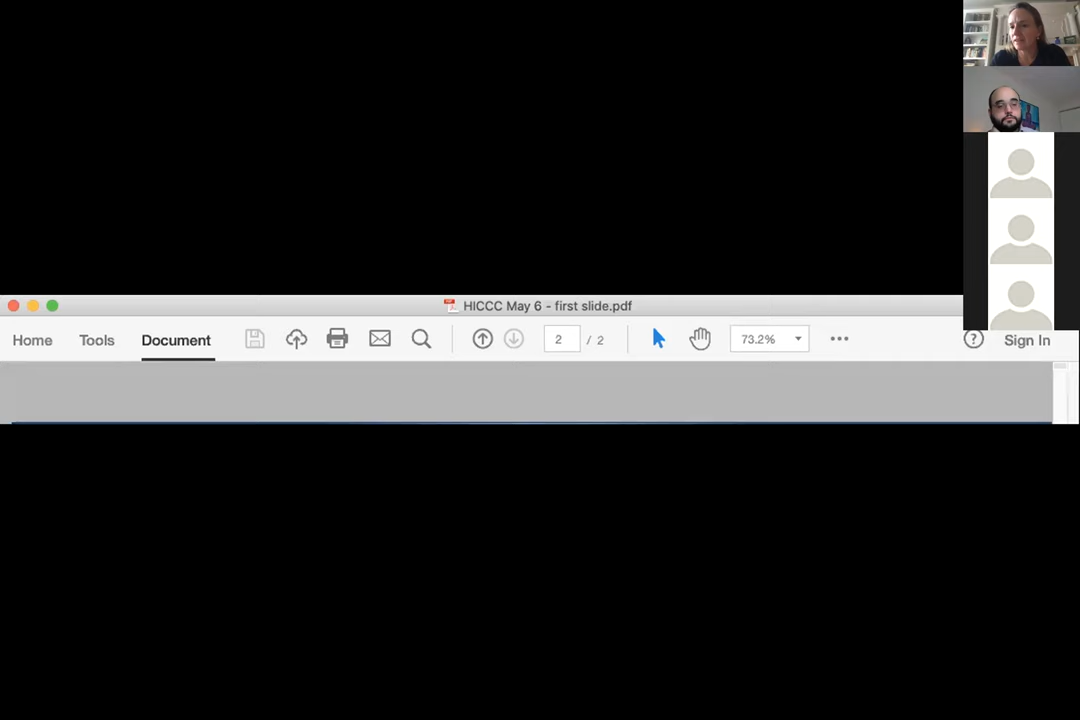 HICCC May 6 - first slide.pdf
Home Tools Document 2 / 2 73.2% ••• ? Sign In